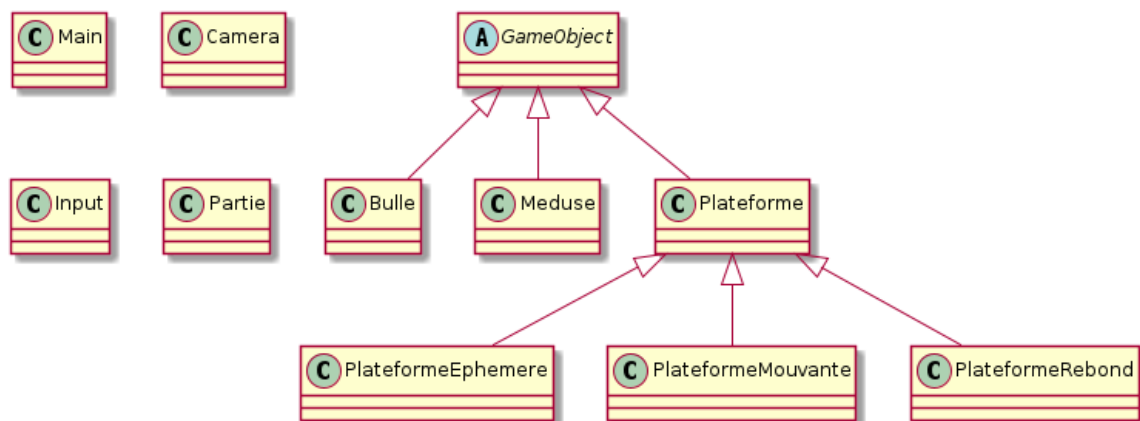 C Main
C Camera
A GameObject
C Input
C Partie
C Bulle
C Meduse
C Plateforme
C PlateformeEphemere
C PlateformeMouvante
C PlateformeRebond